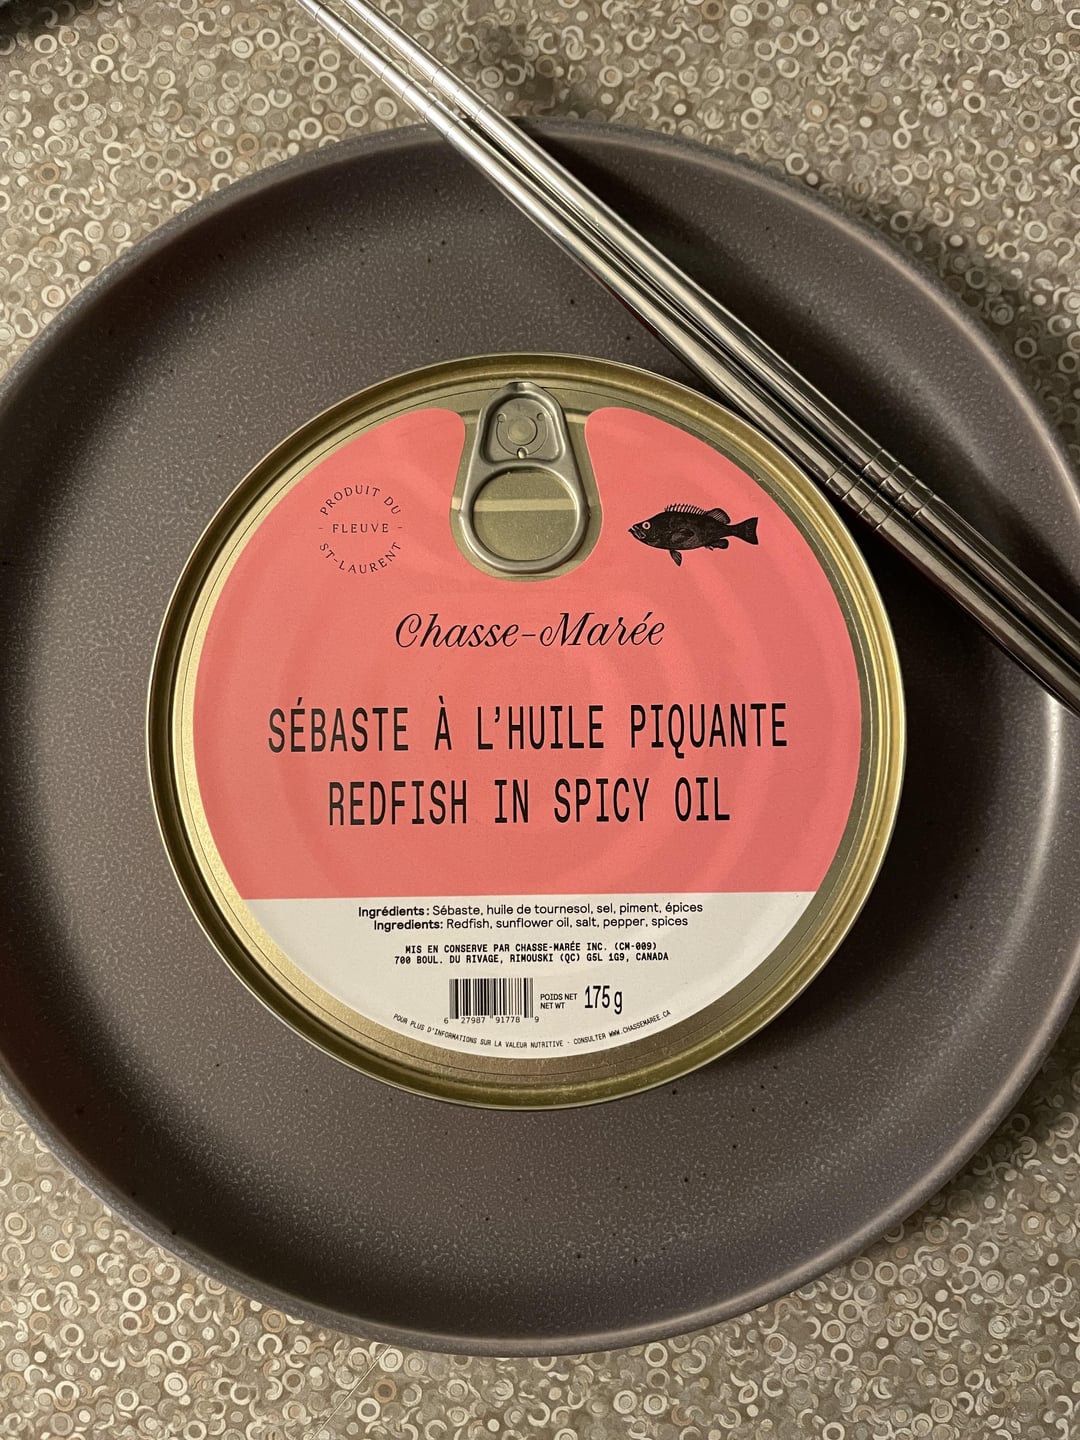 PRODUIT DU
- FLEUVE -
ST-LAURENT
Chasse-Marée
SÉBASTE À L'HUILE PIQUANTE
REDFISH IN SPICY OIL
Ingrédients: Sébaste, huile de tournesol, sel, piment, épices
Ingredients: Redfish, sunflower oil, salt, pepper, spices
MIS EN CONSERVE PAR CHASSE-MARÉE INC. (CM-009)
700 BOUL. DU RIVAGE, RIMOUSKI (QC) G5L 1G9, CANADA
POIDS NET
NET WT
175 g
6 27987 91778 9
POUR PLUS D'INFORMATIONS SUR LA VALEUR NUTRITIVE - CONSULTER WWW.CHASSEMAREE.CA